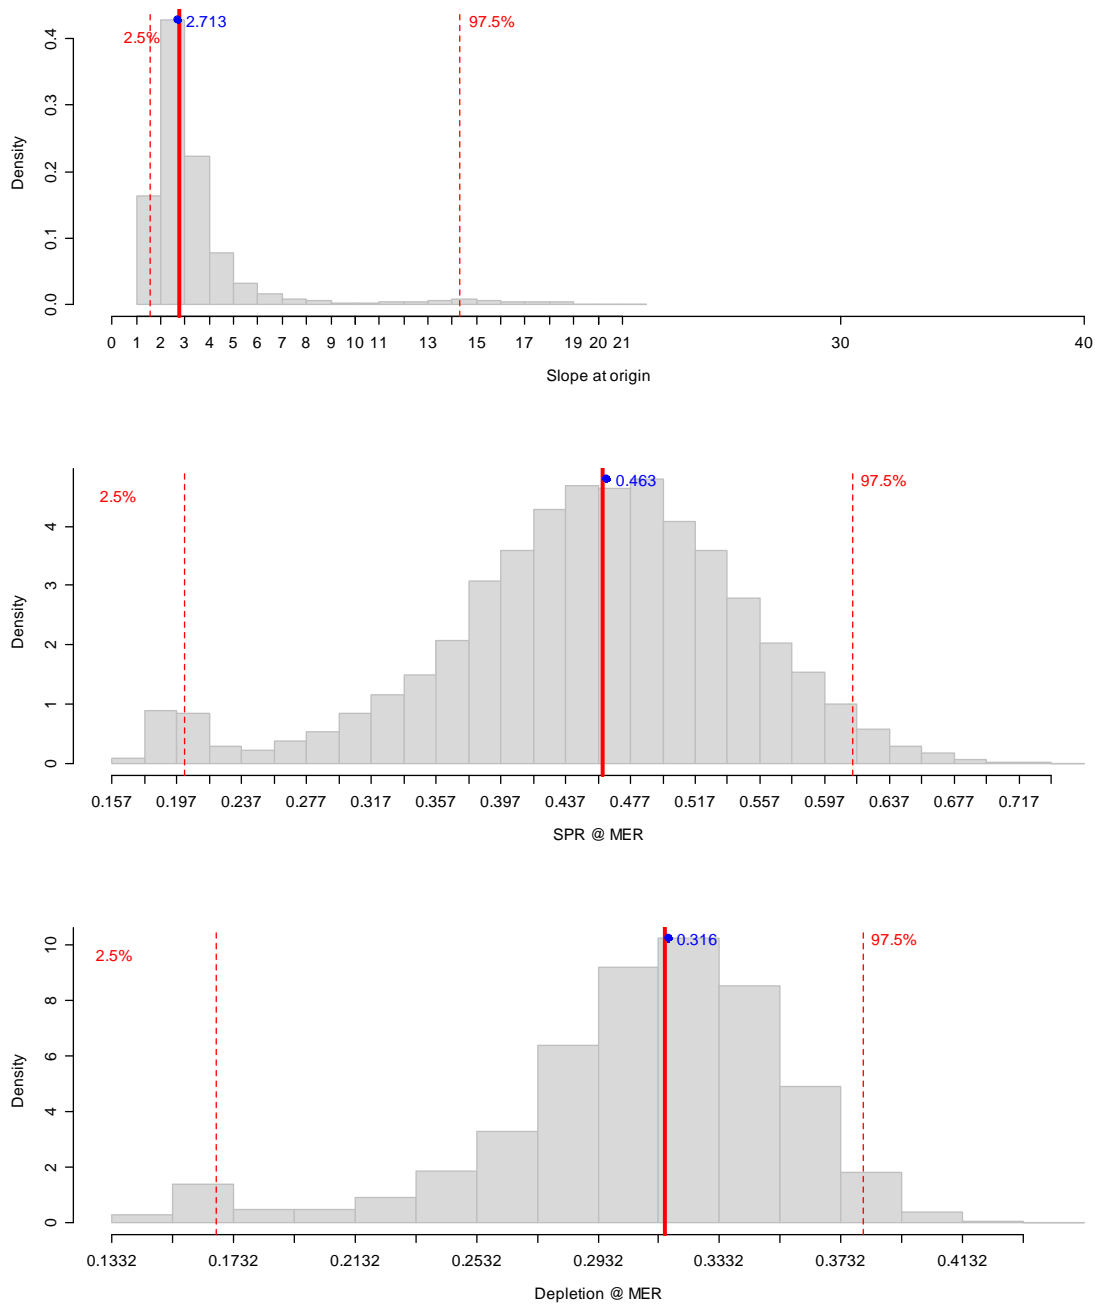 2.5%
2.713
97.5%
Density
0.0 0.1 0.2 0.3 0.4
0 1 2 3 4 5 6 7 8 9 10 11 13 15 17 19 20 21 30 40
Slope at origin
2.5%
0.463
97.5%
Density
0 1 2 3 4
0.157 0.197 0.237 0.277 0.317 0.357 0.397 0.437 0.477 0.517 0.557 0.597 0.637 0.677 0.717
SPR @ MER
2.5%
0.316
97.5%
Density
0 2 4 6 8 10
0.1332 0.1732 0.2132 0.2532 0.2932 0.3332 0.3732 0.4132
Depletion @ MER